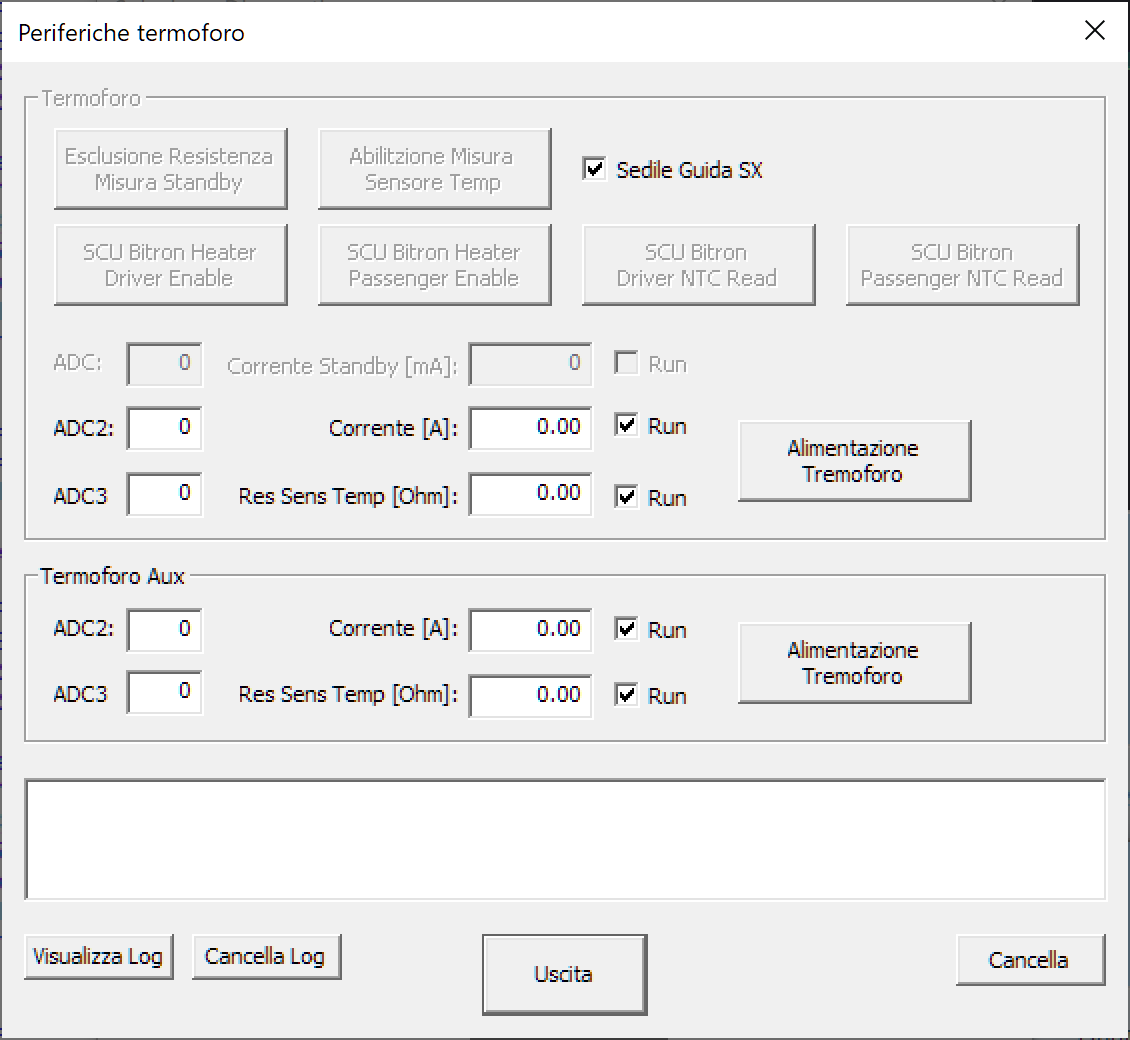 Periferiche termoforo
Termoforo
Esclusione Resistenza
Misura Standby
Abilitzione Misura
Sensore Temp
Sedile Guida SX
SCU Bitron Heater
Driver Enable
SCU Bitron Heater
Passenger Enable
SCU Bitron
Driver NTC Read
SCU Bitron
Passenger NTC Read
ADC: 0 Corrente Standby [mA]: 0 Run
ADC2: 0 Corrente [A]: 0.00 Run
Alimentazione
Tremoforo
ADC3 0 Res Sens Temp [Ohm]: 0.00 Run
Termoforo Aux
ADC2: 0 Corrente [A]: 0.00 Run
Alimentazione
Tremoforo
ADC3 0 Res Sens Temp [Ohm]: 0.00 Run
Visualizza Log Cancella Log Uscita Cancella